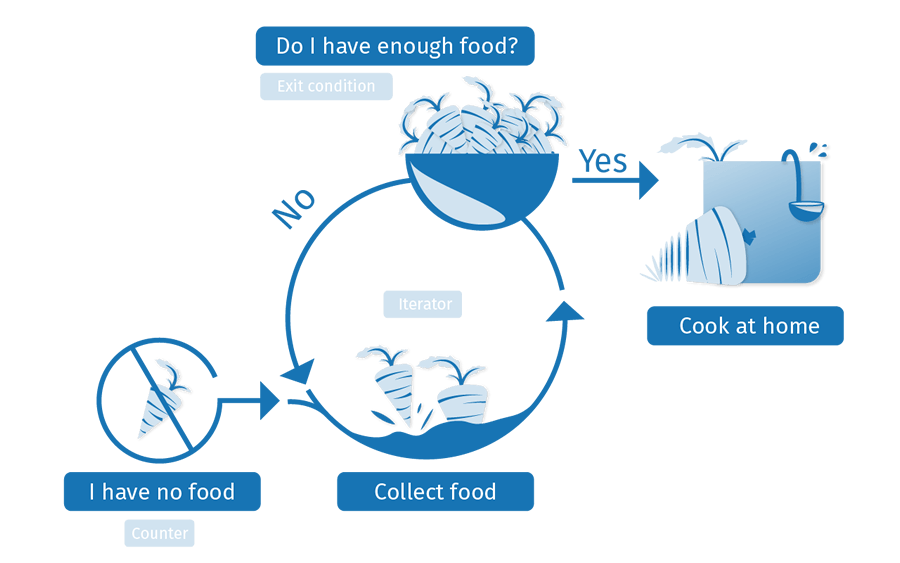 Do I have enough food?
Exit condition
Yes
No
Iterator
Cook at home
I have no food
Collect food
Counter